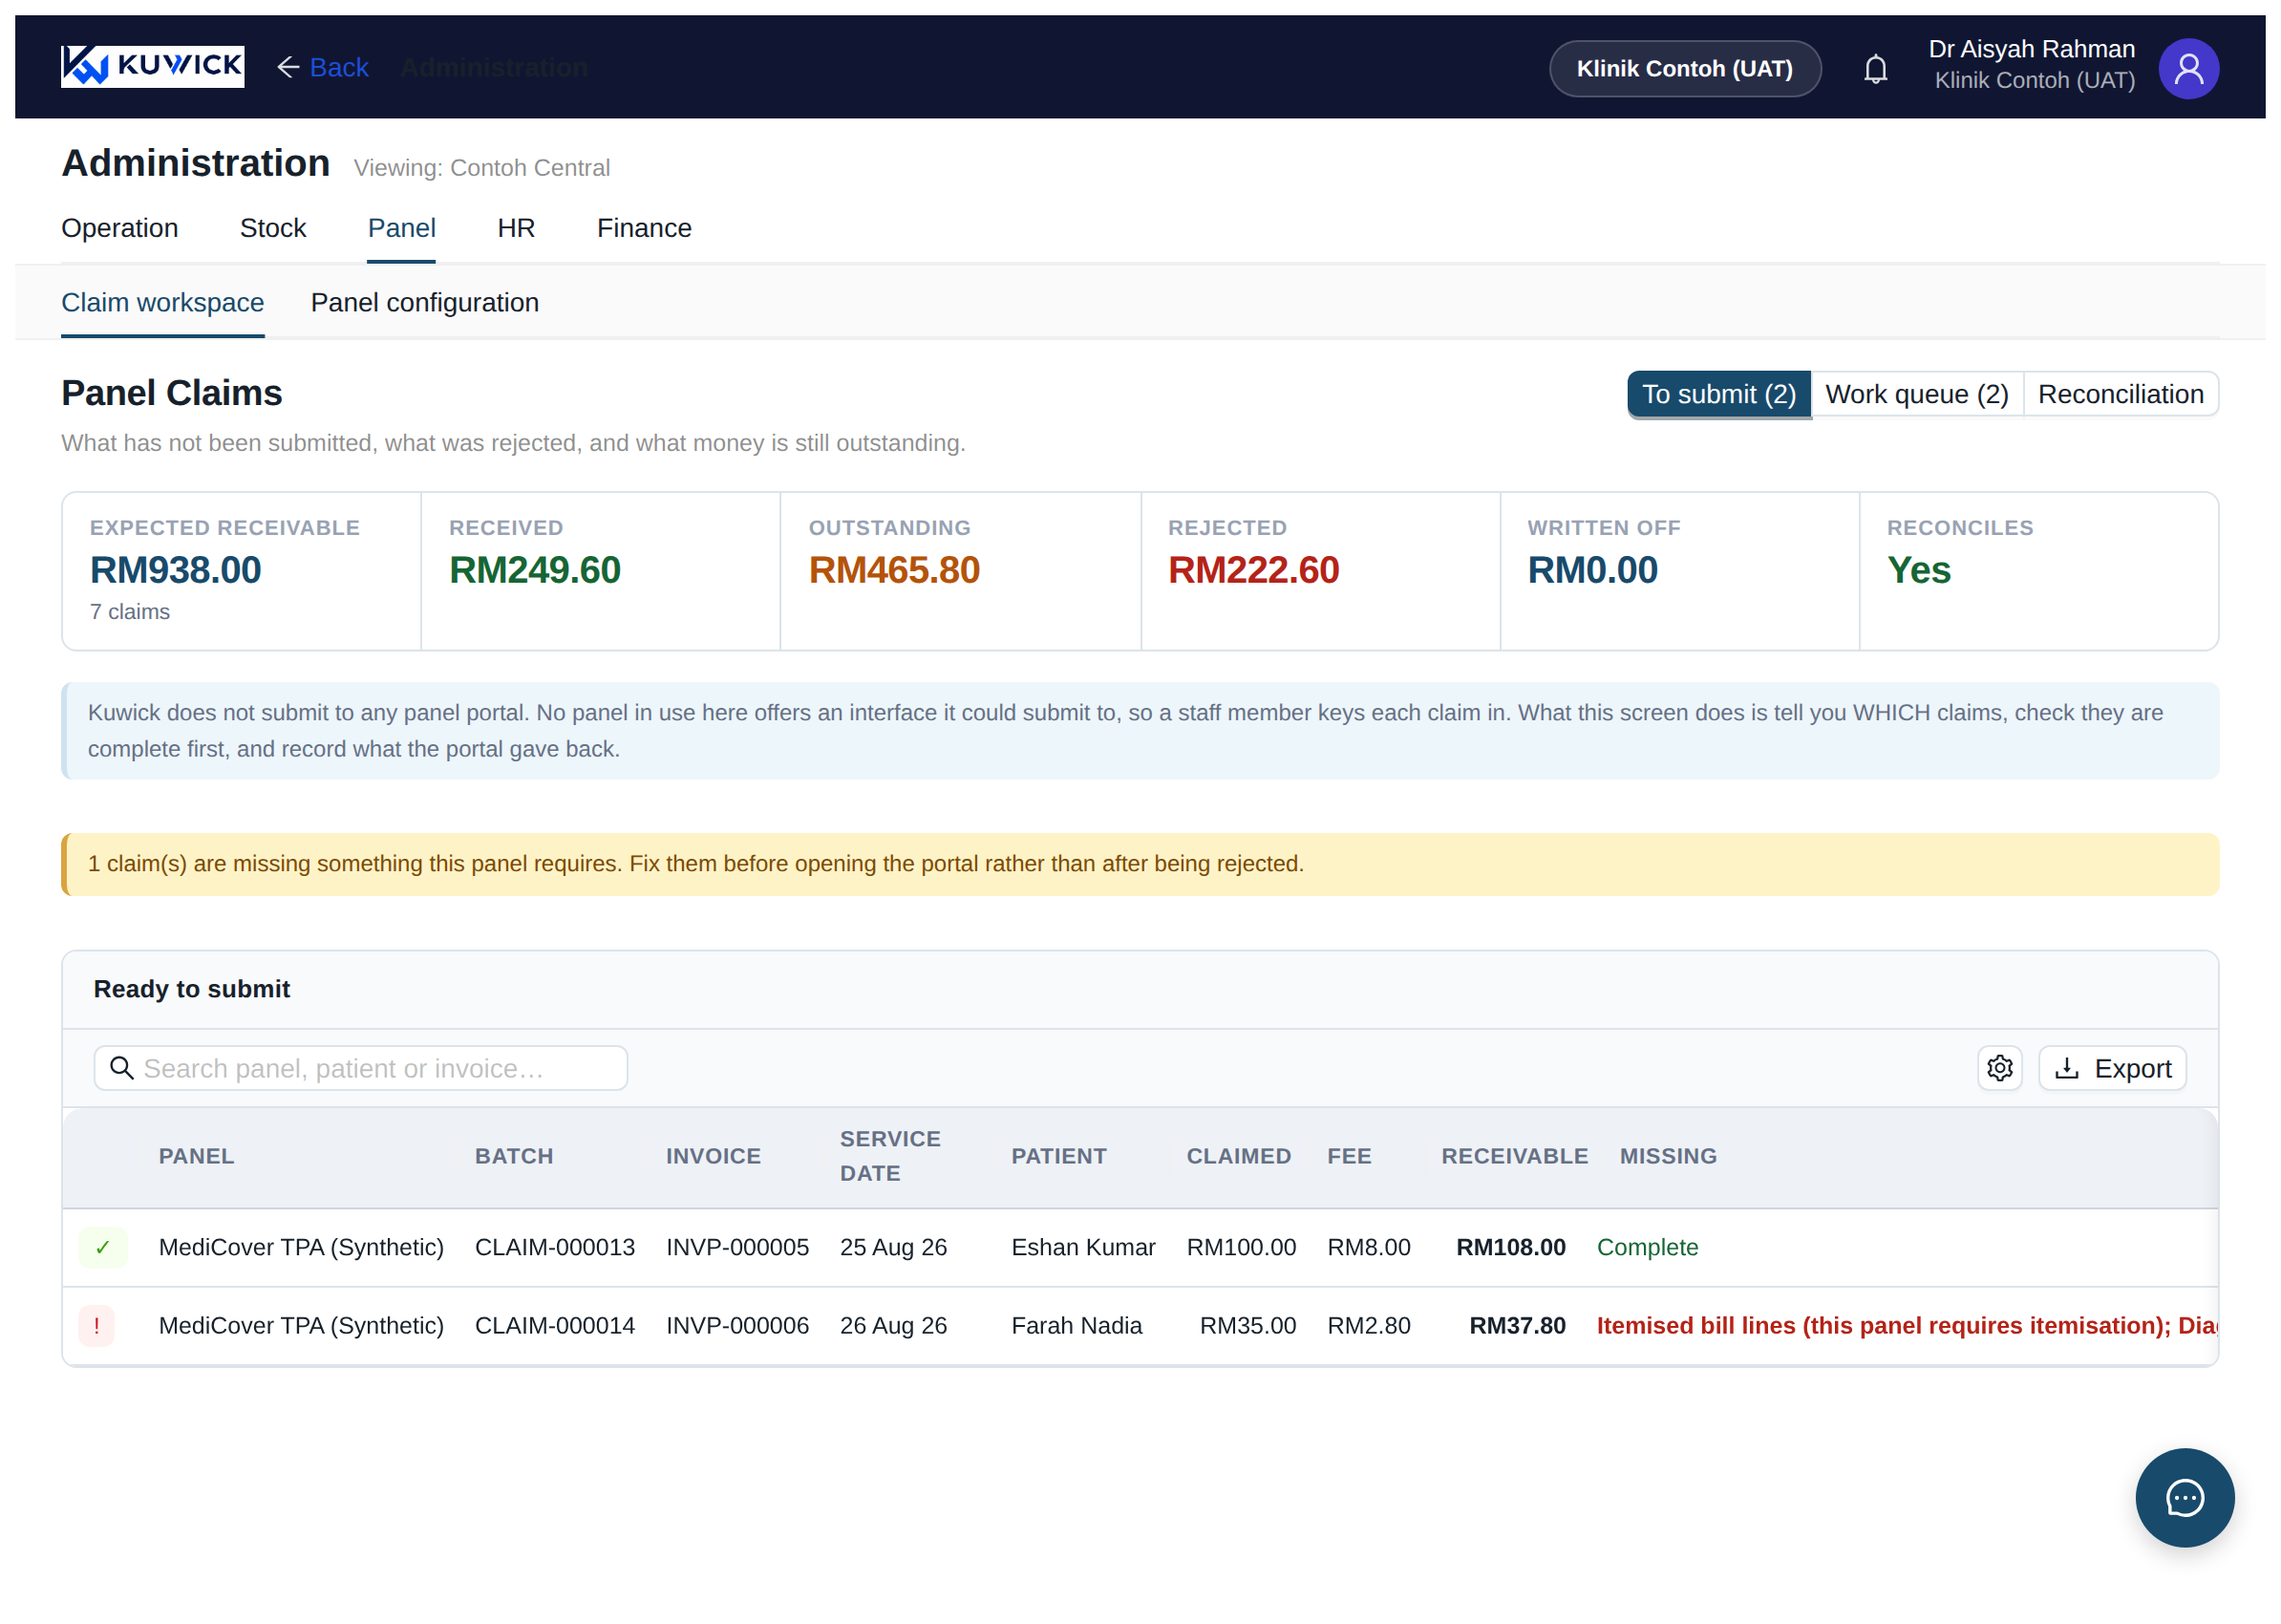 KUWICK
Back Administration
Klinik Contoh (UAT)
Dr Aisyah Rahman
Klinik Contoh (UAT)
Administration Viewing: Contoh Central
Operation Stock Panel HR Finance
Claim workspace Panel configuration
Panel Claims
To submit (2) Work queue (2) Reconciliation
What has not been submitted, what was rejected, and what money is still outstanding.
EXPECTED RECEIVABLE RECEIVED OUTSTANDING REJECTED WRITTEN OFF RECONCILES
RM938.00 RM249.60 RM465.80 RM222.60 RM0.00 Yes
7 claims
Kuwick does not submit to any panel portal. No panel in use here offers an interface it could submit to, so a staff member keys each claim in. What this screen does is tell you WHICH claims, check they are
complete first, and record what the portal gave back.
1 claim(s) are missing something this panel requires. Fix them before opening the portal rather than after being rejected.
Ready to submit
Search panel, patient or invoice…
Export
PANEL BATCH INVOICE SERVICE DATE PATIENT CLAIMED FEE RECEIVABLE MISSING
✓ MediCover TPA (Synthetic) CLAIM-000013 INVP-000005 25 Aug 26 Eshan Kumar RM100.00 RM8.00 RM108.00 Complete
! MediCover TPA (Synthetic) CLAIM-000014 INVP-000006 26 Aug 26 Farah Nadia RM35.00 RM2.80 RM37.80 Itemised bill lines (this panel requires itemisation);